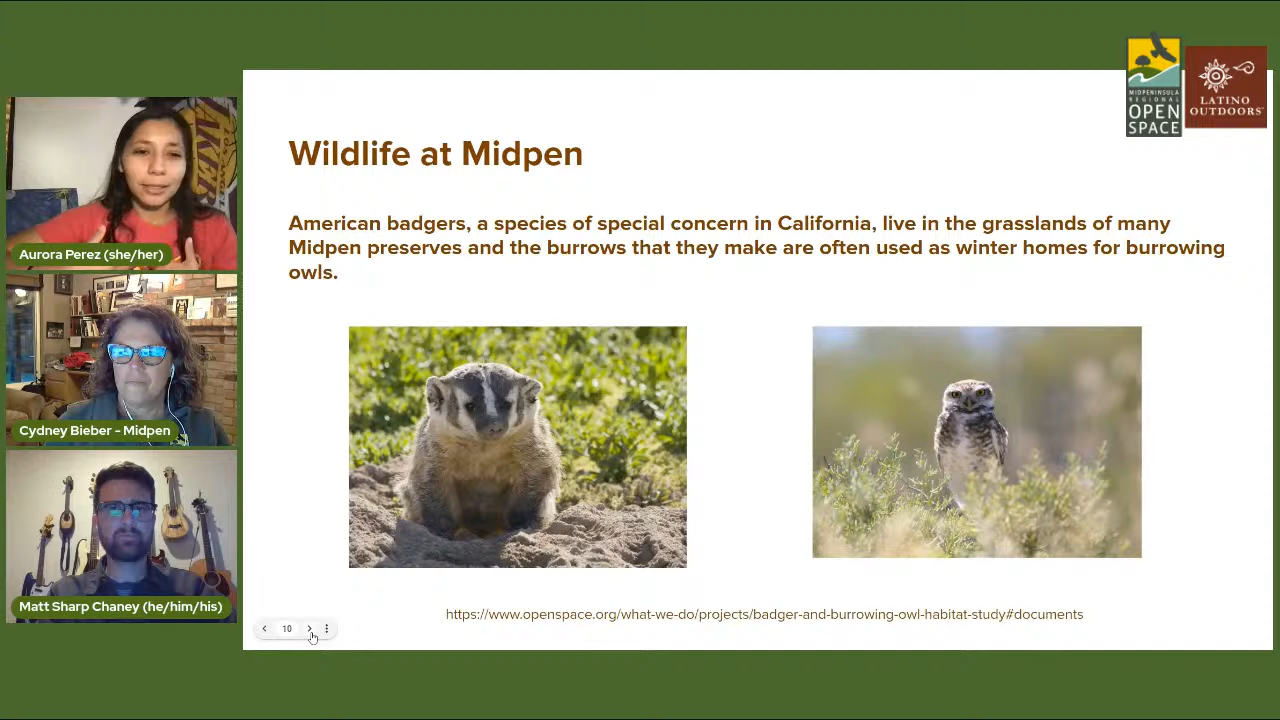 MIDPENINSULA
REGIONAL
OPEN
SPACE
LATINO
OUTDOORS
Wildlife at Midpen
American badgers, a species of special concern in California, live in the grasslands of many
Midpen preserves and the burrows that they make are often used as winter homes for burrowing
owls.
https://www.openspace.org/what-we-do/projects/badger-and-burrowing-owl-habitat-study#documents
10
Aurora Perez (she/her)
Cydney Bieber - Midpen
Matt Sharp Chaney (he/him/his)